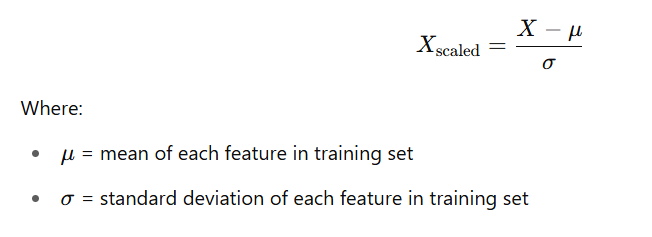 X_scaled = (X − μ) / σ
Where:
• μ = mean of each feature in training set
• σ = standard deviation of each feature in training set